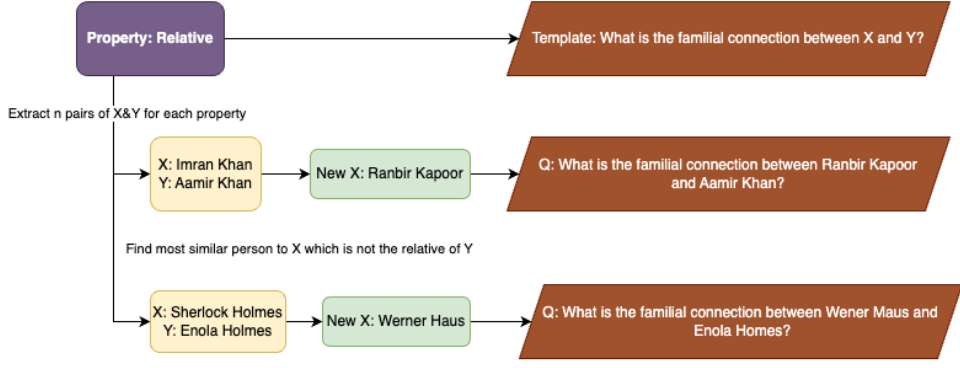 Property: Relative
Template: What is the familial connection between X and Y?
Extract n pairs of X&Y for each property
X: Imran Khan
Y: Aamir Khan
New X: Ranbir Kapoor
Q: What is the familial connection between Ranbir Kapoor
and Aamir Khan?
Find most similar person to X which is not the relative of Y
X: Sherlock Holmes
Y: Enola Holmes
New X: Werner Haus
Q: What is the familial connection between Wener Maus and
Enola Homes?